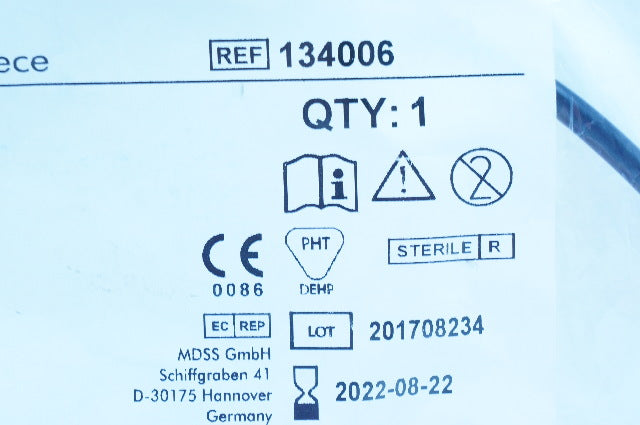 ece
REF 134006
QTY: 1
i ! 2
CE PHT STERILE R
0086 DEHP
EC REP LOT 201708234
MDSS GmbH
Schiffgraben 41
D-30175 Hannover
Germany
2022-08-22